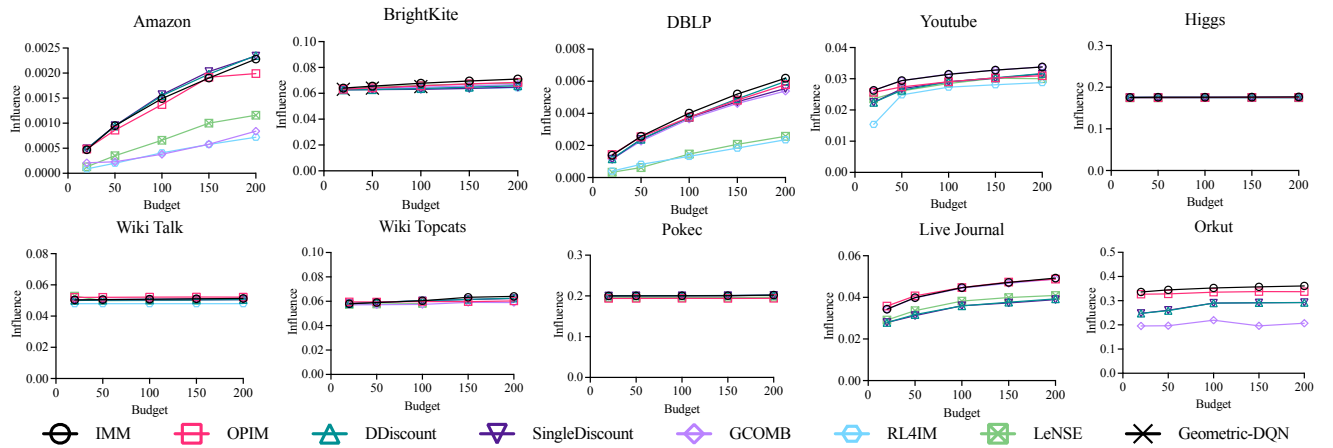 Amazon
BrightKite
DBLP
Youtube
Higgs
Influence
0.0025
0.0020
0.0015
0.0010
0.0005
0.0000
0 50 100 150 200
Budget
Influence
0.10
0.08
0.06
0.04
0.02
0.00
0 50 100 150 200
Budget
Influence
0.008
0.006
0.004
0.002
0.000
0 50 100 150 200
Budget
Influence
0.04
0.03
0.02
0.01
0.00
0 50 100 150 200
Budget
Influence
0.3
0.2
0.1
0.0
0 50 100 150 200
Budget
Wiki Talk
Wiki Topcats
Pokec
Live Journal
Orkut
Influence
0.08
0.06
0.04
0.02
0.00
0 50 100 150 200
Budget
Influence
0.10
0.08
0.06
0.04
0.02
0.00
0 50 100 150 200
Budget
Influence
0.3
0.2
0.1
0.0
0 50 100 150 200
Budget
Influence
0.06
0.04
0.02
0.00
0 50 100 150 200
Budget
Influence
0.5
0.4
0.3
0.2
0.1
0.0
0 50 100 150 200
Budget
IMM OPIM DDiscount SingleDiscount GCOMB RL4IM LeNSE Geometric-DQN